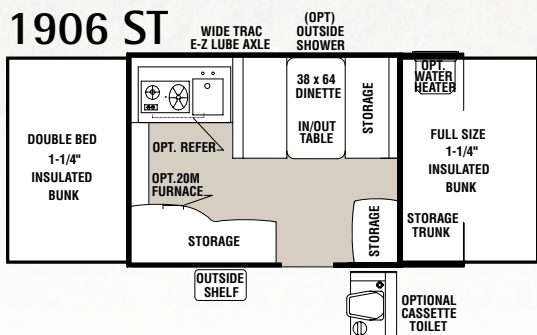 1906 ST
WIDE TRAC
E-Z LUBE AXLE
(OPT)
OUTSIDE
SHOWER
38 x 64
DINETTE
IN/OUT
TABLE
STORAGE
OPT.
WATER
HEATER
DOUBLE BED
1-1/4"
INSULATED
BUNK
OPT. REFER
OPT.20M
FURNACE
FULL SIZE
1-1/4"
INSULATED
BUNK
STORAGE
TRUNK
STORAGE
STORAGE
OUTSIDE
SHELF
OPTIONAL
CASSETTE
TOILET